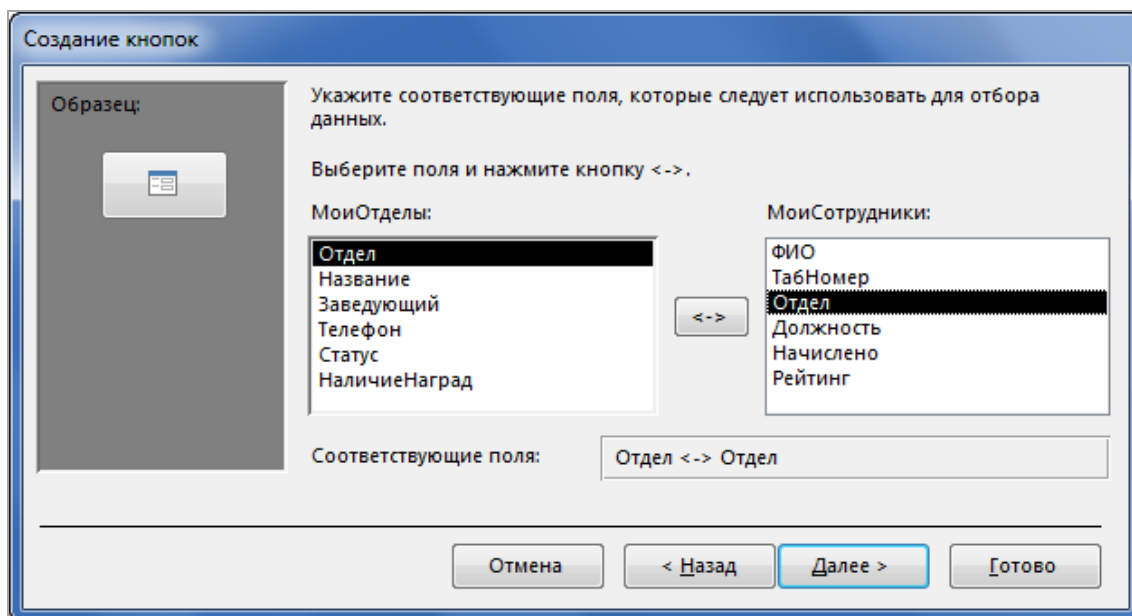 Создание кнопок
Образец:
Укажите соответствующие поля, которые следует использовать для отбора
данных.
Выберите поля и нажмите кнопку <->.
МоиОтделы:
Отдел
Название
Заведующий
Телефон
Статус
НаличиеНаград
<->
МоиСотрудники:
ФИО
ТабНомер
Отдел
Должность
Начислено
Рейтинг
Соответствующие поля:
Отдел <-> Отдел
Отмена
< Назад
Далее >
Готово